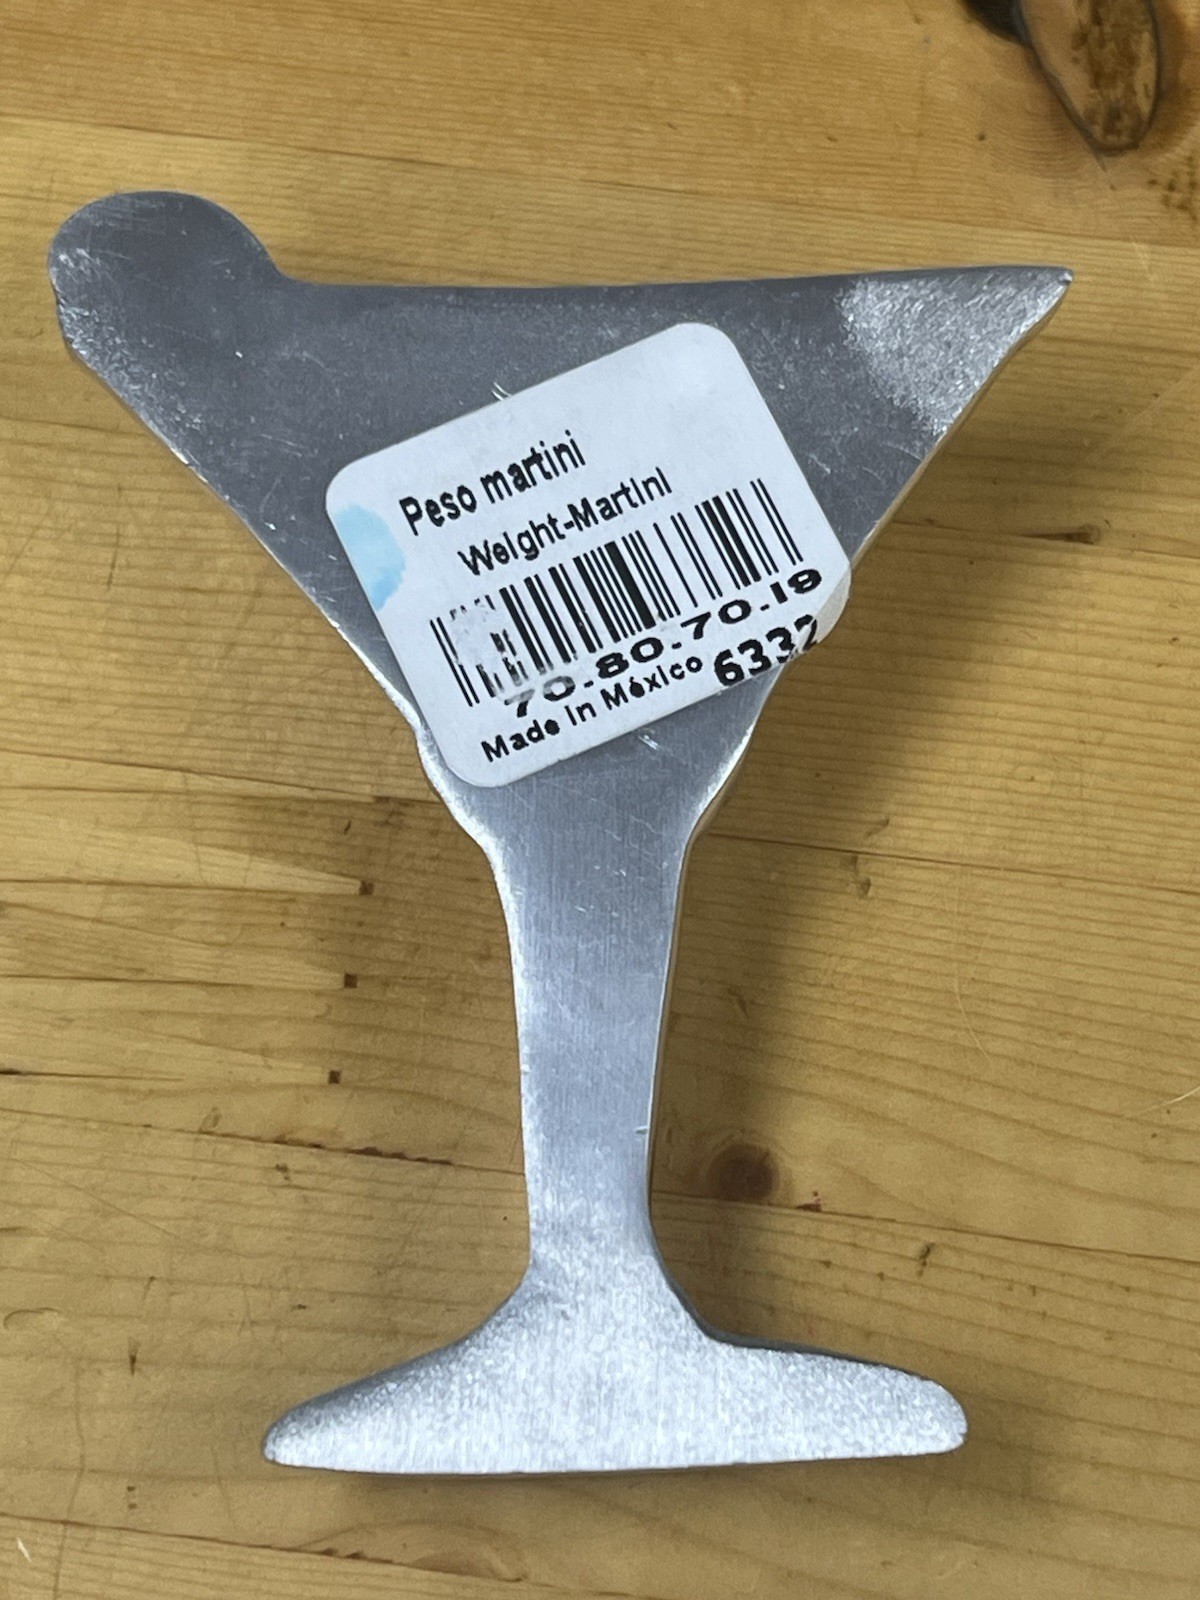 Peso martini
Weight-Martini
70.80.70.19
Made in México 6332